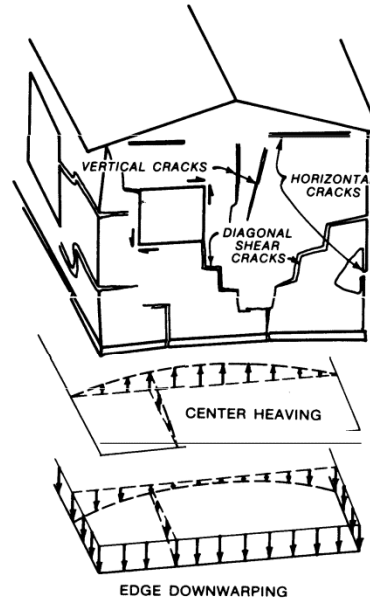 VERTICAL CRACKS
HORIZONTA
CRACKS
DIAGONAL
SHEAR
CRACKS
CENTER HEAVING
EDGE DOWNWARPING